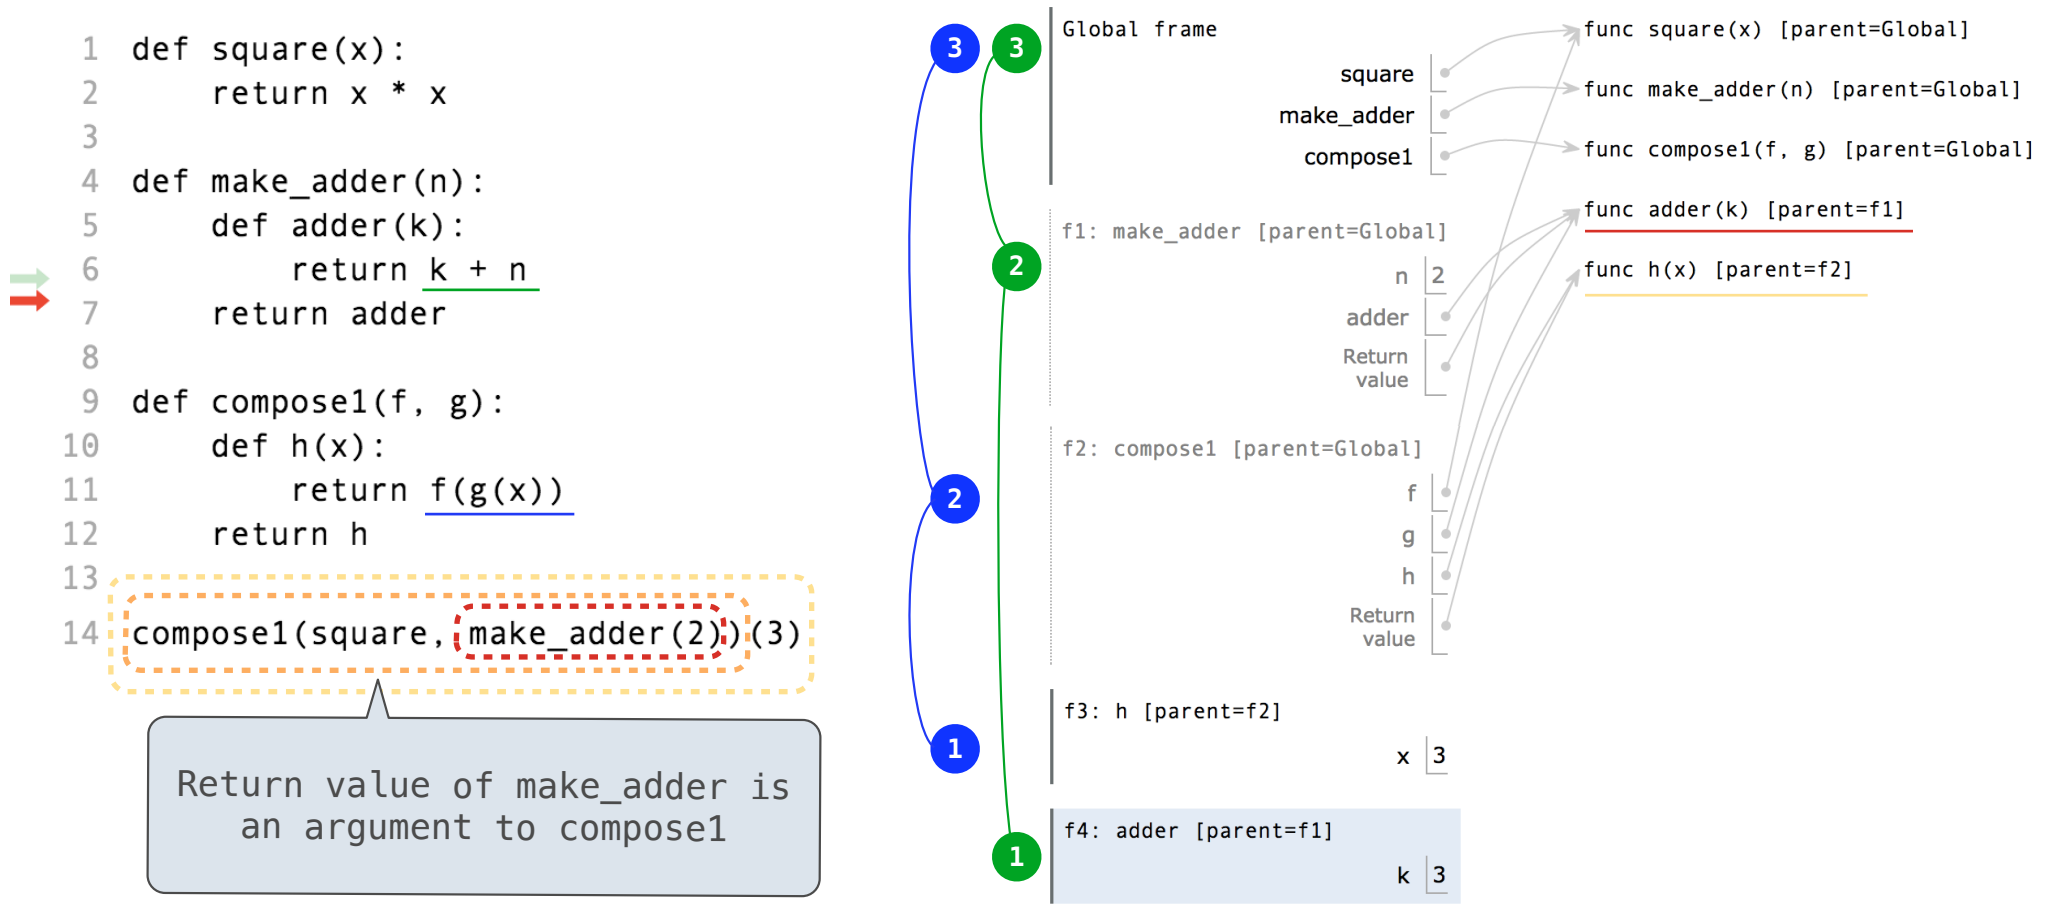 1 def square(x):
2     return x * x
3
4 def make_adder(n):
5     def adder(k):
6         return k + n
7     return adder
8
9 def compose1(f, g):
10     def h(x):
11         return f(g(x))
12     return h
13
14 compose1(square, make_adder(2))(3)
Return value of make_adder is
an argument to compose1
3 3
2
2
1
1
Global frame
square
make_adder
compose1
f1: make_adder [parent=Global]
n 2
adder
Return
value
f2: compose1 [parent=Global]
f
g
h
Return
value
f3: h [parent=f2]
x 3
f4: adder [parent=f1]
k 3
func square(x) [parent=Global]
func make_adder(n) [parent=Global]
func compose1(f, g) [parent=Global]
func adder(k) [parent=f1]
func h(x) [parent=f2]